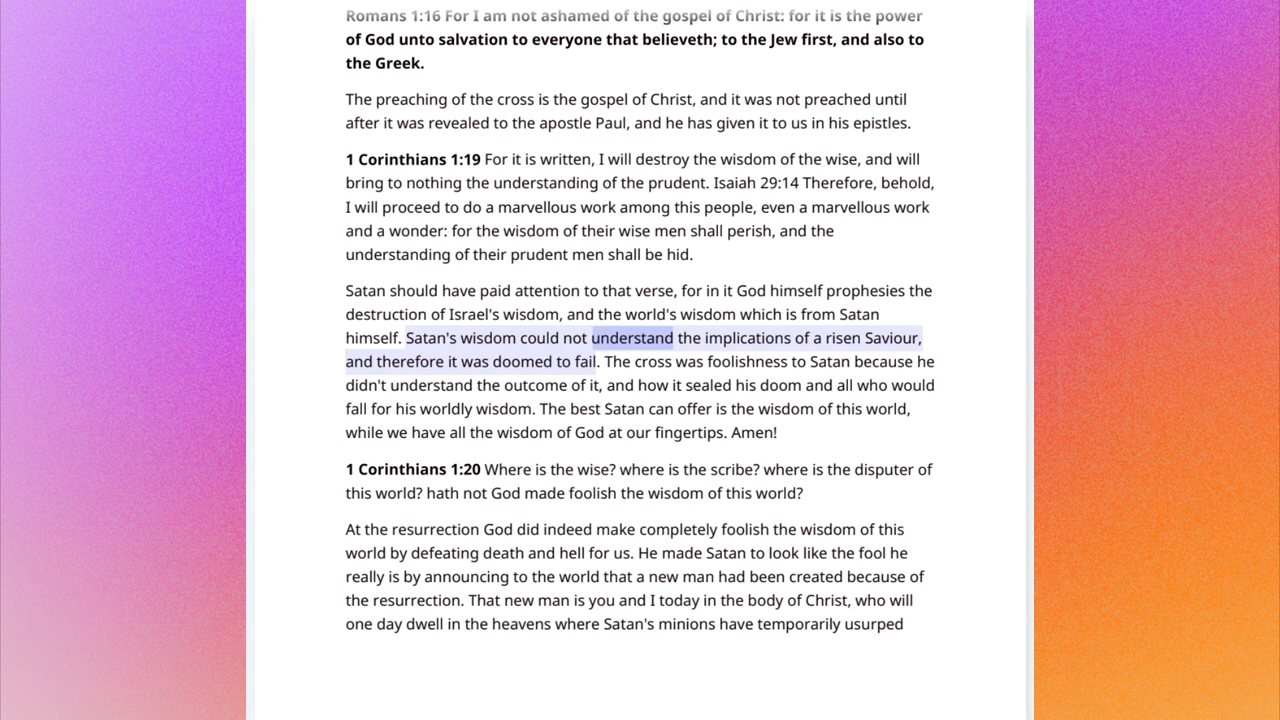 Romans 1:16 For I am not ashamed of the gospel of Christ: for it is the power
of God unto salvation to everyone that believeth; to the Jew first, and also to
the Greek.
The preaching of the cross is the gospel of Christ, and it was not preached until
after it was revealed to the apostle Paul, and he has given it to us in his epistles.
1 Corinthians 1:19 For it is written, I will destroy the wisdom of the wise, and will
bring to nothing the understanding of the prudent. Isaiah 29:14 Therefore, behold,
I will proceed to do a marvellous work among this people, even a marvellous work
and a wonder: for the wisdom of their wise men shall perish, and the
understanding of their prudent men shall be hid.
Satan should have paid attention to that verse, for in it God himself prophesies the
destruction of Israel's wisdom, and the world's wisdom which is from Satan
himself. Satan's wisdom could not understand the implications of a risen Saviour,
and therefore it was doomed to fail. The cross was foolishness to Satan because he
didn't understand the outcome of it, and how it sealed his doom and all who would
fall for his worldly wisdom. The best Satan can offer is the wisdom of this world,
while we have all the wisdom of God at our fingertips. Amen!
1 Corinthians 1:20 Where is the wise? where is the scribe? where is the disputer of
this world? hath not God made foolish the wisdom of this world?
At the resurrection God did indeed make completely foolish the wisdom of this
world by defeating death and hell for us. He made Satan to look like the fool he
really is by announcing to the world that a new man had been created because of
the resurrection. That new man is you and I today in the body of Christ, who will
one day dwell in the heavens where Satan's minions have temporarily usurped